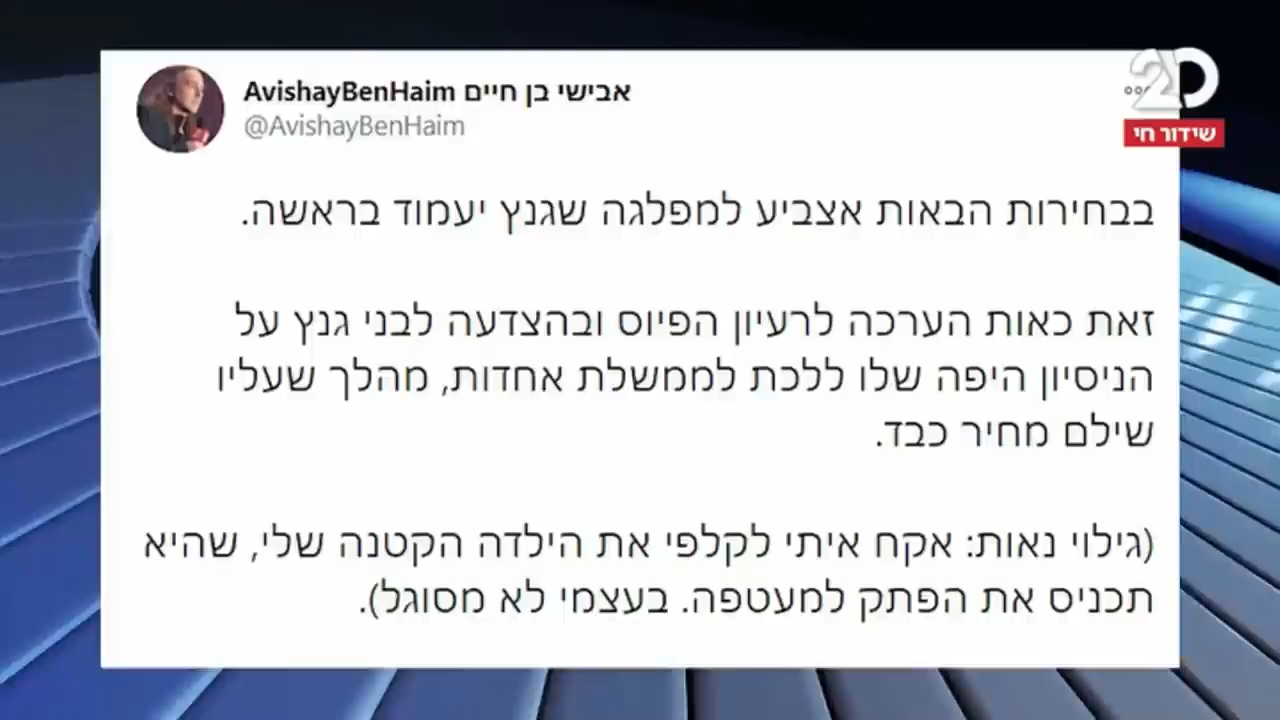 AvishayBenHaim אבישי בן חיים
@AvishayBenHaim
20
שידור חי
בבחירות הבאות אצביע למפלגה שגנץ יעמוד בראשה.
זאת כאות הערכה לרעיון הפיוס ובהצדעה לבני גנץ על
הניסיון היפה שלו ללכת לממשלת אחדות, מהלך שעליו
שילם מחיר כבד.
(גילוי נאות: אקח איתי לקלפי את הילדה הקטנה שלי, שהיא
תכניס את הפתק למעטפה. בעצמי לא מסוגל).